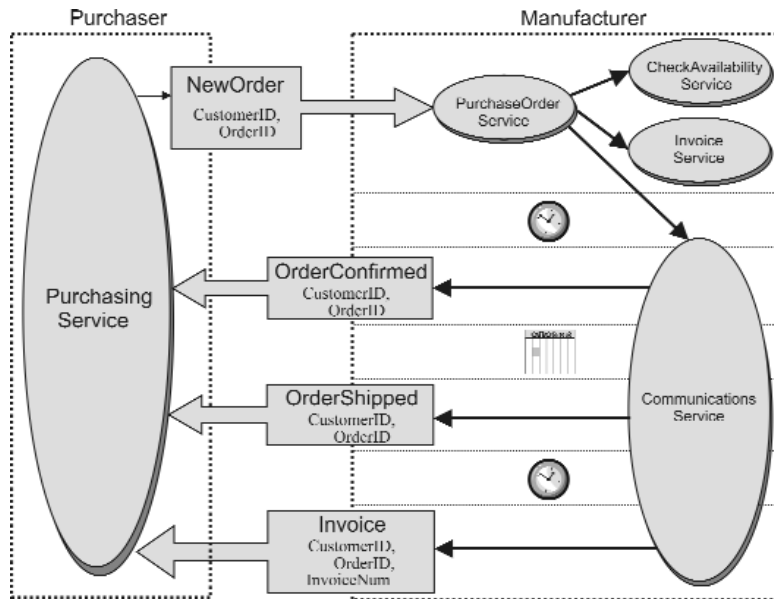 Purchaser
Manufacturer
NewOrder
CustomerID,
OrderID
PurchaseOrder
Service
CheckAvailability
Service
Invoice
Service
Purchasing
Service
OrderConfirmed
CustomerID,
OrderID
OrderShipped
CustomerID,
OrderID
Communications
Service
Invoice
CustomerID,
OrderID,
InvoiceNum